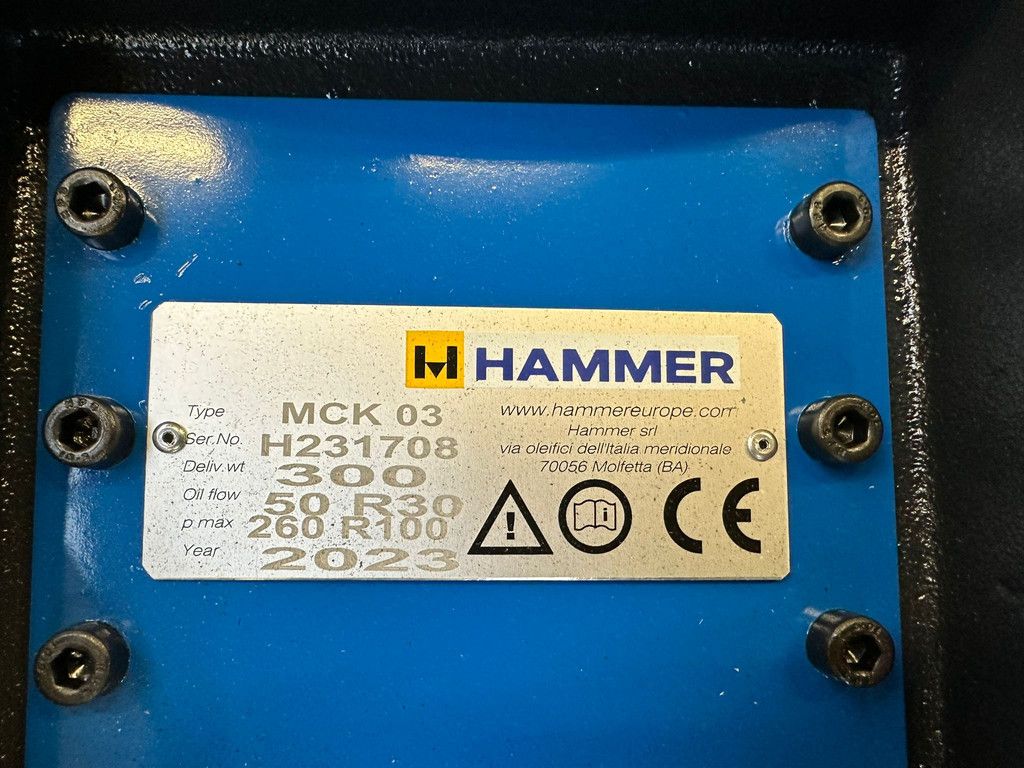 H HAMMER
Type MCK 03
Ser.No. H231708
Deliv.wt 300
Oil flow 50 R30
p.max 260 R100
Year 2023
www.hammereurope.com
Hammer srl
via oleifici dell'Italia meridionale
70056 Molfetta (BA)
! i CE